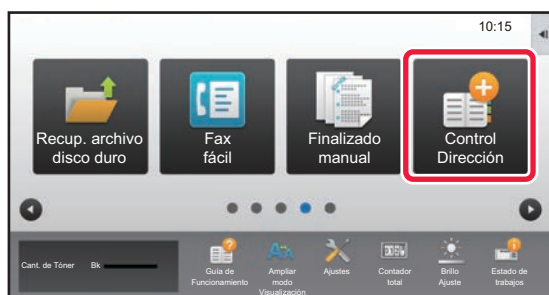 10:15
Recup. archivo
disco duro
Fax
fácil
Finalizado
manual
Control
Dirección
Cant. de Tóner Bk
Guía de
Funcionamiento
Ampliar
modo
Visualización
Ajustes
Contador
total
Brillo
Ajuste
Estado de
trabajos